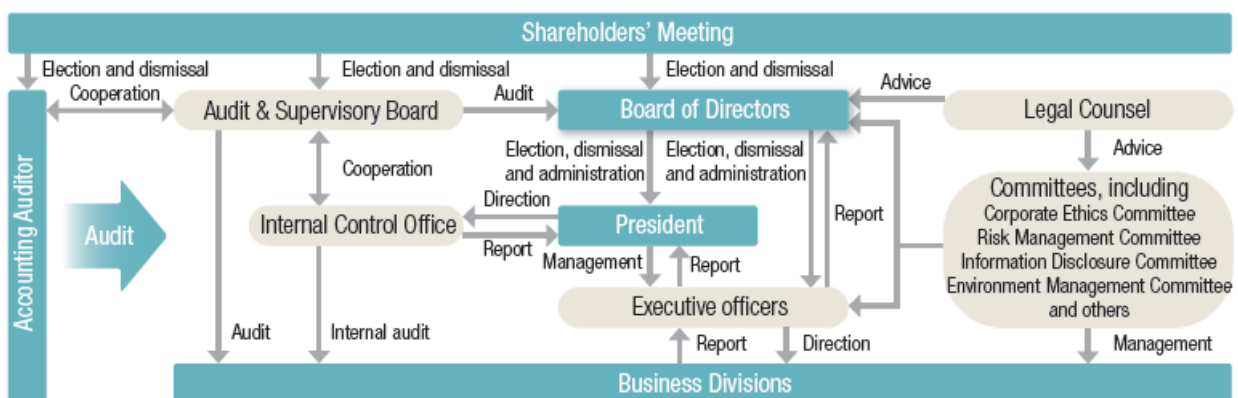 Shareholders' Meeting
Election and dismissal
Election and dismissal
Election and dismissal
Cooperation
Audit
Advice
Audit & Supervisory Board
Board of Directors
Legal Counsel
Accounting Auditor
Audit
Cooperation
Election, dismissal
and administration
Election, dismissal
and administration
Advice
Direction
Report
Internal Control Office
President
Report
Management
Report
Committees, including
Corporate Ethics Committee
Risk Management Committee
Information Disclosure Committee
Environment Management Committee
and others
Executive officers
Audit
Internal audit
Report
Direction
Management
Business Divisions